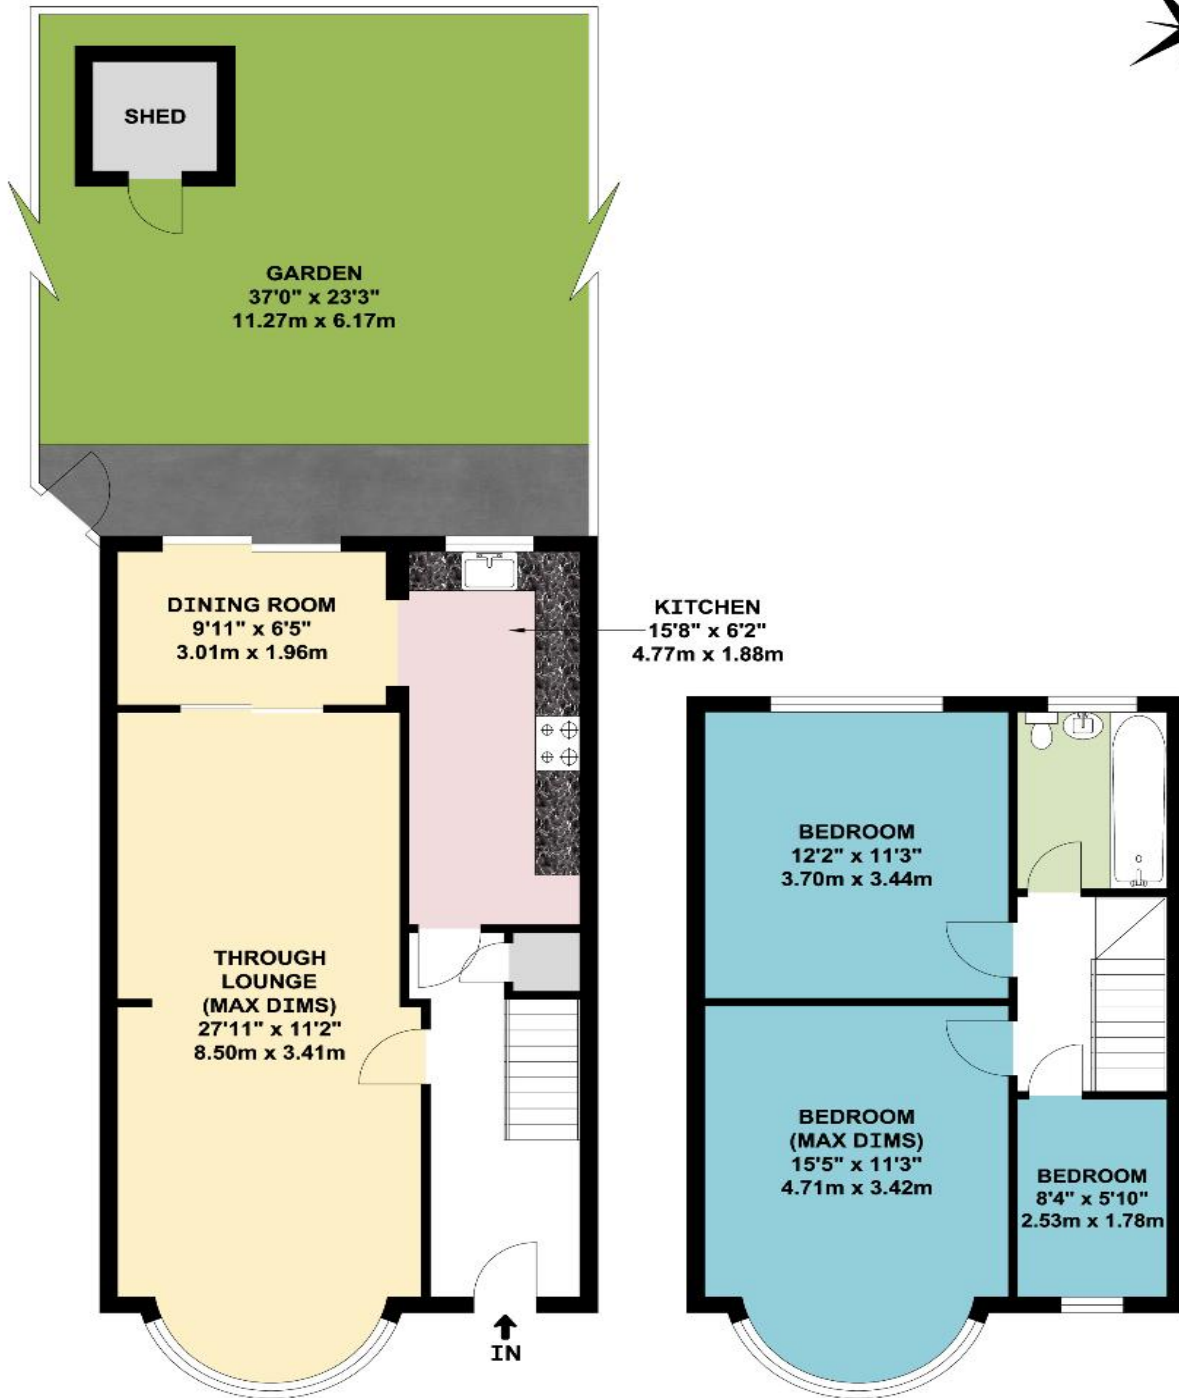 SHED
GARDEN
37'0" x 23'3"
11.27m x 6.17m
DINING ROOM
9'11" x 6'5"
3.01m x 1.96m
KITCHEN
15'8" x 6'2"
4.77m x 1.88m
THROUGH
LOUNGE
(MAX DIMS)
27'11" x 11'2"
8.50m x 3.41m
IN
BEDROOM
12'2" x 11'3"
3.70m x 3.44m
BEDROOM
(MAX DIMS)
15'5" x 11'3"
4.71m x 3.42m
BEDROOM
8'4" x 5'10"
2.53m x 1.78m